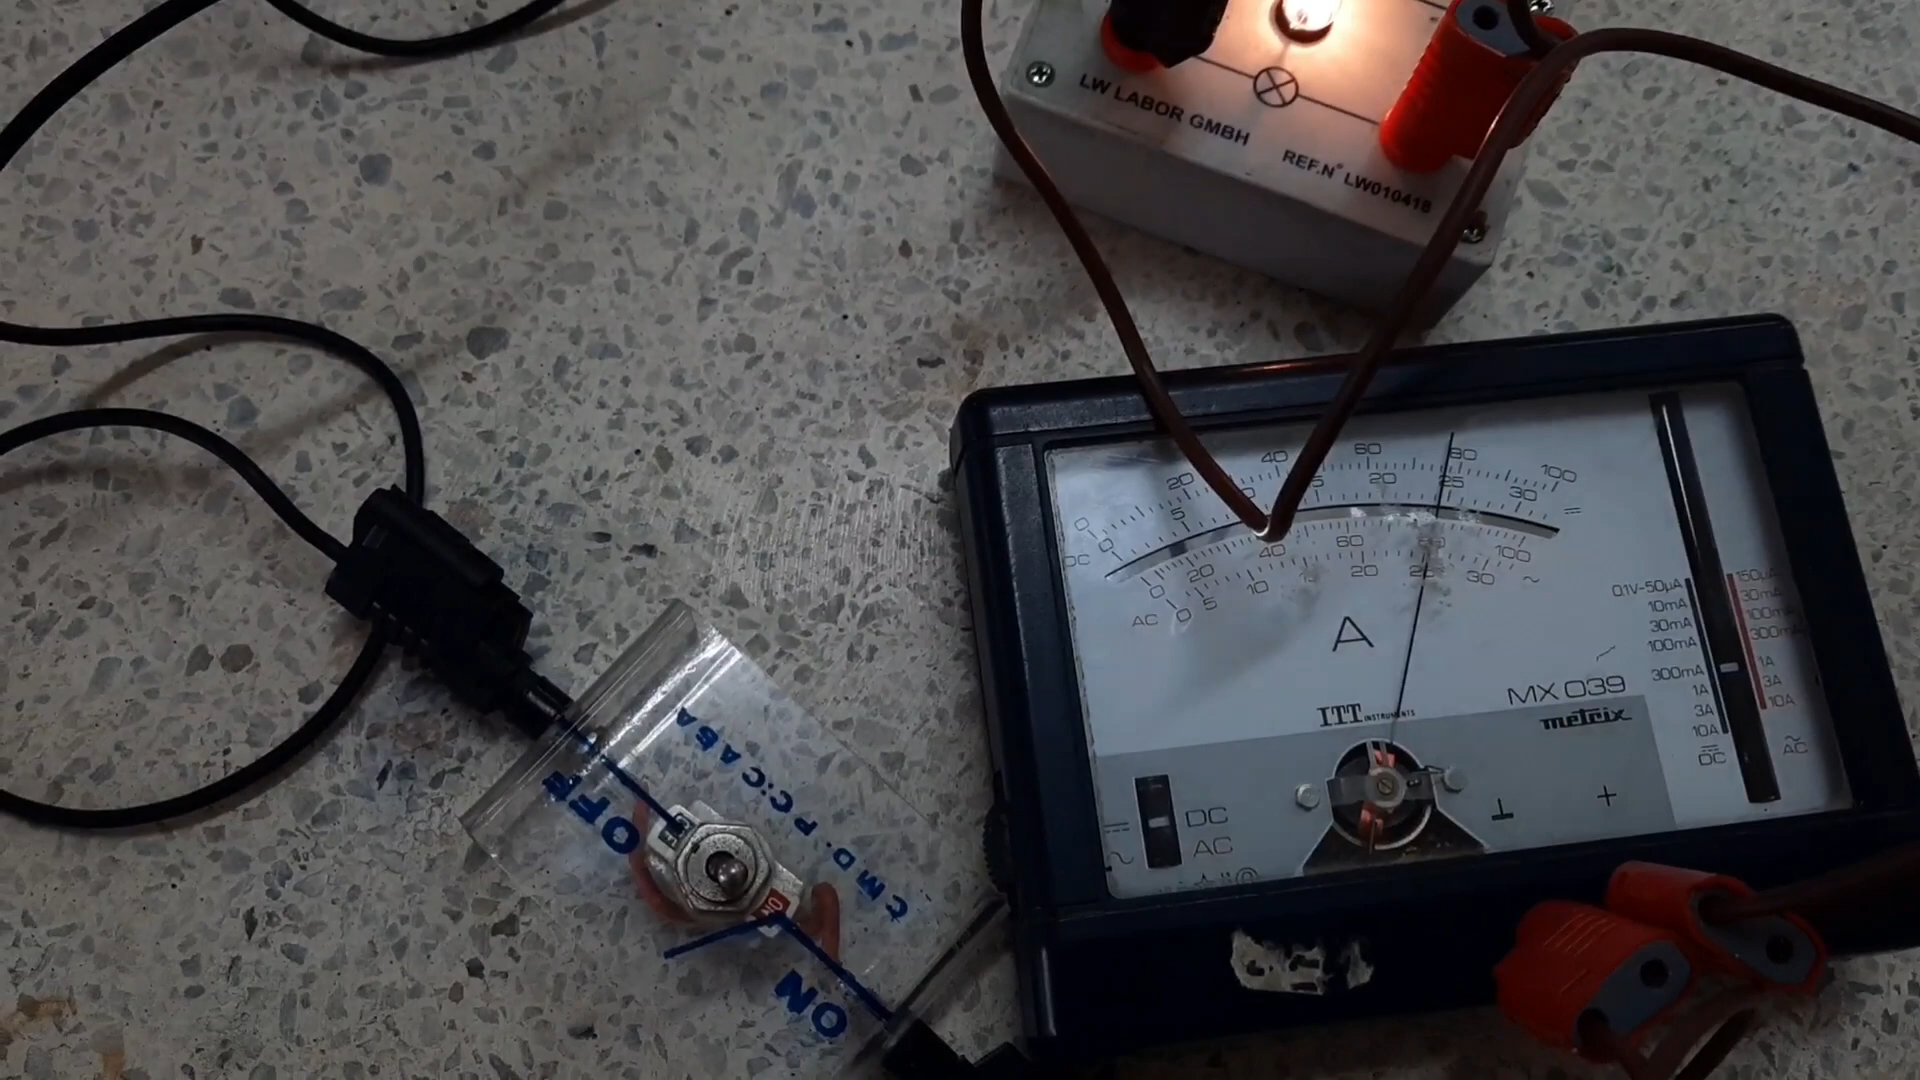 LW LABOR GMBH
REF.N° LW010418
0 20 40 60 80 100
0 5 15 20 25 30
DC
0 20 40 60 80 100
0 5 10 20 25 30
AC
A
MX 039
ITT INSTRUMENTS
metrix
0.1V-50µA
10mA
30mA
100mA
300mA
1A
3A
10A
DC
150µA
30mA
100mA
300mA
1A
3A
10A
AC
DC
AC
+
OFF
ON
ON